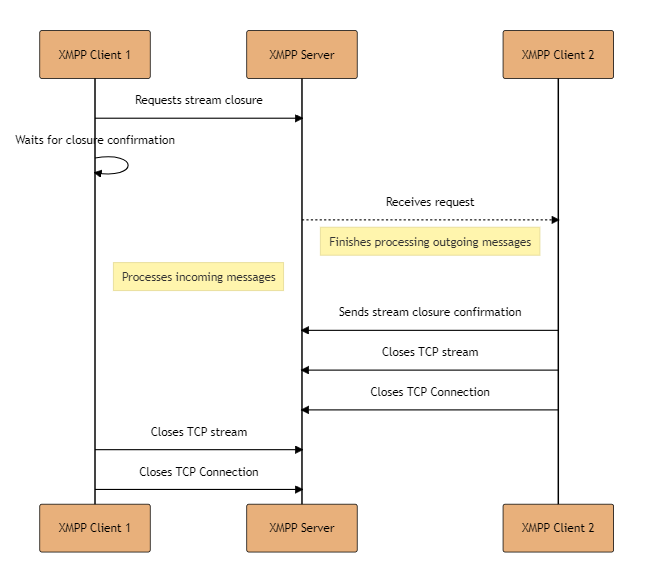 XMPP Client 1
XMPP Server
XMPP Client 2
Requests stream closure
Waits for closure confirmation
Receives request
Finishes processing outgoing messages
Processes incoming messages
Sends stream closure confirmation
Closes TCP stream
Closes TCP Connection
Closes TCP stream
Closes TCP Connection
XMPP Client 1
XMPP Server
XMPP Client 2